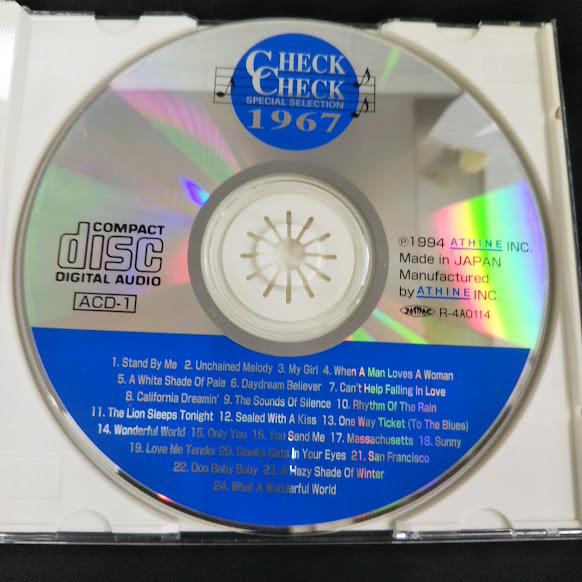 CHECK
CHECK
SPECIAL SELECTION
1967
COMPACT
disc
DIGITAL AUDIO
ACD-1
Ⓟ1994 ATHINE INC.
Made in JAPAN
Manufactured
by ATHINE INC.
JASRAC R-4A0114
1. Stand By Me 2. Unchained Melody 3. My Girl 4. When A Man Loves A Woman
5. A White Shade Of Pale 6. Daydream Believer 7. Can't Help Falling In Love
8. California Dreamin' 9. The Sounds Of Silence 10. Rhythm Of The Rain
11. The Lion Sleeps Tonight 12. Sealed With A Kiss 13. One Way Ticket (To The Blues)
14. Wonderful World 15. Only You 16. You Sand Me 17. Massachusetts 18. Sunny
19. Love Me Tender 20. Smoke Gets In Your Eyes 21. San Francisco
22. Ooo Baby Baby 23. A Hazy Shade Of Winter
24. What A Wonderful World